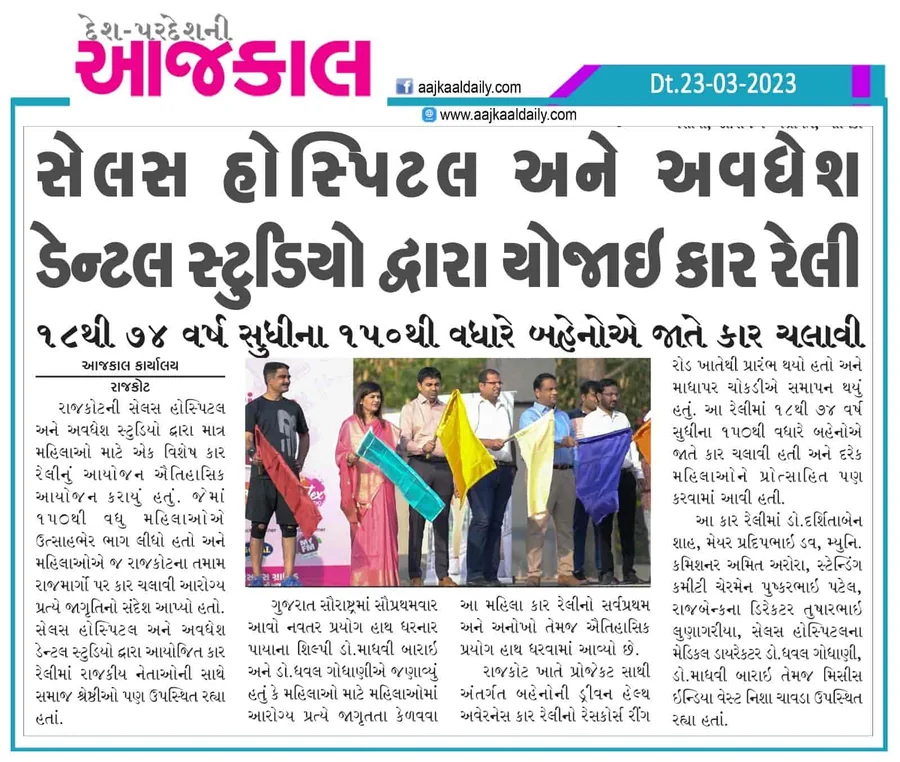 દેશ-પરદેશની
આજકાલ
aajkaaldaily.com
www.aajkaaldaily.com
Dt.23-03-2023
સેલસ હોસ્પિટલ અને અવધેશ
ડેન્ટલ સ્ટુડિયો દ્વારા યોજાઇ કાર રેલી
૧૮થી ૭૪ વર્ષ સુધીના ૧૫૦થી વધારે બહેનોએ જાતે કાર ચલાવી
આજકાલ કાર્યાલય
રાજકોટ
રાજકોટની સેલસ હોસ્પિટલ
અને અવધેશ સ્ટુડિયો દ્વારા માત્ર
મહિલાઓ માટે એક વિશેષ કાર
રેલીનું આયોજન ઐતિહાસિક
આયોજન કરાયું હતું. જેમાં
૧૫૦થી વધુ મહિલાઓએ
ઉત્સાહભેર ભાગ લીધો હતો અને
મહિલાઓએ જ રાજકોટના તમામ
રાજમાર્ગો પર કાર ચલાવી આરોગ્ય
પ્રત્યે જાગૃતિનો સંદેશ આપ્યો હતો.
સેલસ હોસ્પિટલ અને અવધેશ
ડેન્ટલ સ્ટુડિયો દ્વારા આયોજિત કાર
રેલીમાં રાજકીય નેતાઓની સાથે
સમાજ શ્રેષ્ઠીઓ પણ ઉપસ્થિત રહ્યા
હતાં.
ગુજરાત સૌરાષ્ટ્રમાં સૌપ્રથમવાર
આવો નવતર પ્રયોગ હાથ ધરનાર
પાયાના શિલ્પી ડો.માધવી બારાઇ
અને ડો.ધવલ ગોધાણીએ જણાવ્યું
હતું કે મહિલાઓ માટે મહિલાઓમાં
આરોગ્ય પ્રત્યે જાગૃતતા કેળવવા
આ મહિલા કાર રેલીનો સર્વપ્રથમ
અને અનોખો તેમજ ઐતિહાસિક
પ્રયોગ હાથ ધરવામાં આવ્યો છે.
રાજકોટ ખાતે પ્રોજેકટ સાથી
અંતર્ગત બહેનોની ડ્રીવન હેલ્થ
અવેરનેસ કાર રેલીનો રેસકોર્સ રીંગ
રોડ ખાતેથી પ્રારંભ થયો હતો અને
માધાપર ચોકડીએ સમાપન થયું
હતું. આ રેલીમાં ૧૮થી ૭૪ વર્ષ
સુધીના ૧૫૦થી વધારે બહેનોએ
જાતે કાર ચલાવી હતી અને દરેક
મહિલાઓને પ્રોત્સાહિત પણ
કરવામાં આવી હતી.
આ કાર રેલીમાં ડો.દર્શિતાબેન
શાહ, મેયર પ્રદિપભાઇ ડવ, મ્યુનિ.
કમિશનર અમિત અરોરા, સ્ટેન્ડિંગ
કમીટી ચેરમેન પુષ્કરભાઇ પટેલ,
રાજબેન્કના ડિરેકટર તુષારભાઇ
લુણાગરીયા, સેલસ હોસ્પિટલના
મેડિકલ ડાયરેકટર ડો.ધવલ ગોધાણી,
ડો.માધવી બારાઈ તેમજ મિસીસ
ઇન્ડિયા વેસ્ટ નિશા ચાવડા ઉપસ્થિત
રહ્યા હતાં.